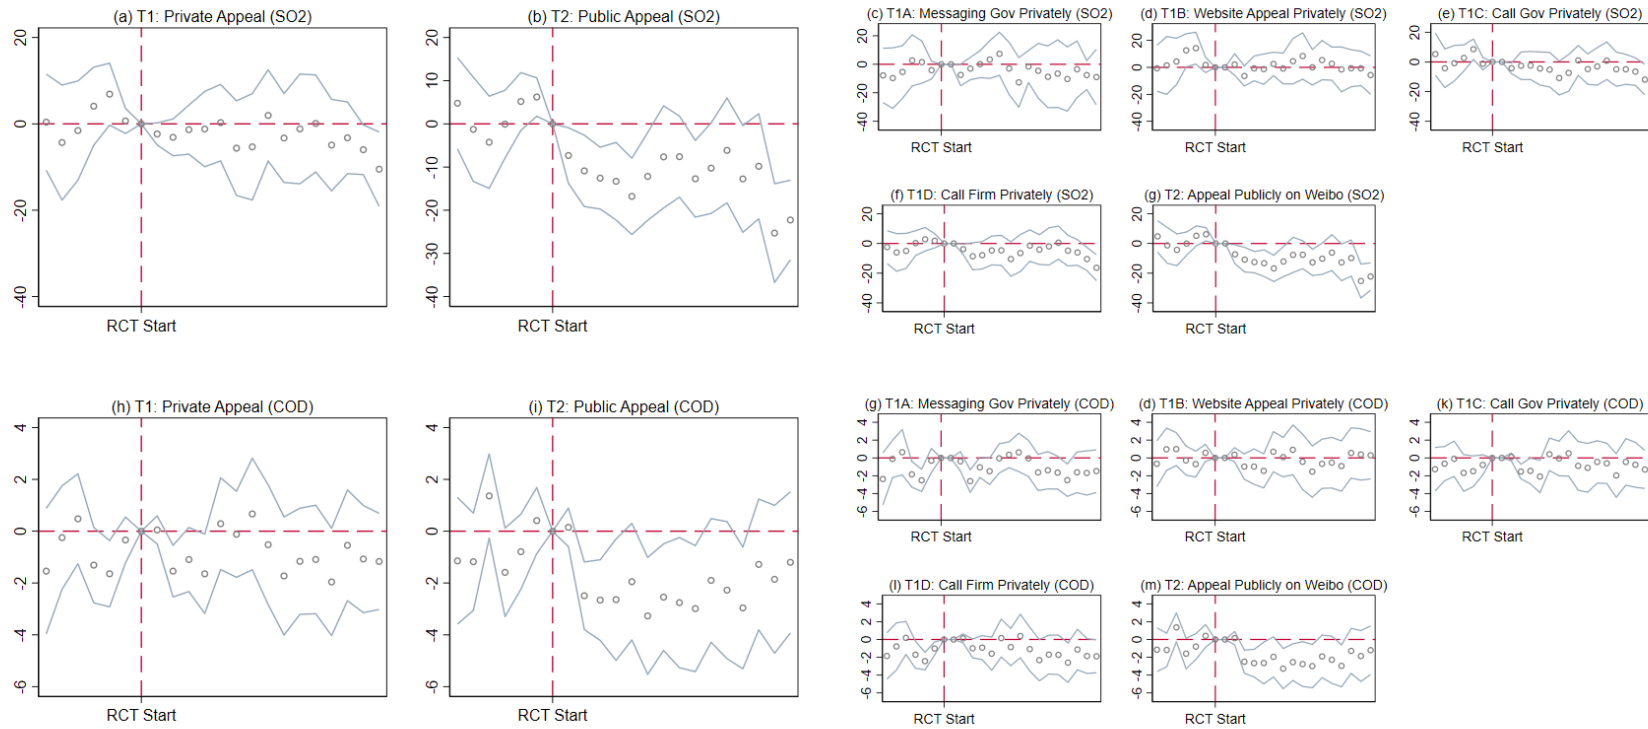 (a) T1: Private Appeal (SO2)
20
0
-20
-40
RCT Start
(b) T2: Public Appeal (SO2)
20
10
0
-10
-20
-30
-40
RCT Start
(c) T1A: Messaging Gov Privately (SO2)
20
0
-20
-40
RCT Start
(d) T1B: Website Appeal Privately (SO2)
20
0
-20
-40
RCT Start
(e) T1C: Call Gov Privately (SO2)
20
0
-20
-40
RCT Start
(f) T1D: Call Firm Privately (SO2)
20
0
-20
-40
RCT Start
(g) T2: Appeal Publicly on Weibo (SO2)
20
0
-20
-40
RCT Start
(h) T1: Private Appeal (COD)
4
2
0
-2
-4
-6
RCT Start
(i) T2: Public Appeal (COD)
4
2
0
-2
-4
-6
RCT Start
(g) T1A: Messaging Gov Privately (COD)
4
2
0
-2
-4
-6
RCT Start
(d) T1B: Website Appeal Privately (COD)
4
2
0
-2
-4
-6
RCT Start
(k) T1C: Call Gov Privately (COD)
4
2
0
-2
-4
-6
RCT Start
(l) T1D: Call Firm Privately (COD)
4
2
0
-2
-4
-6
RCT Start
(m) T2: Appeal Publicly on Weibo (COD)
4
2
0
-2
-4
-6
RCT Start